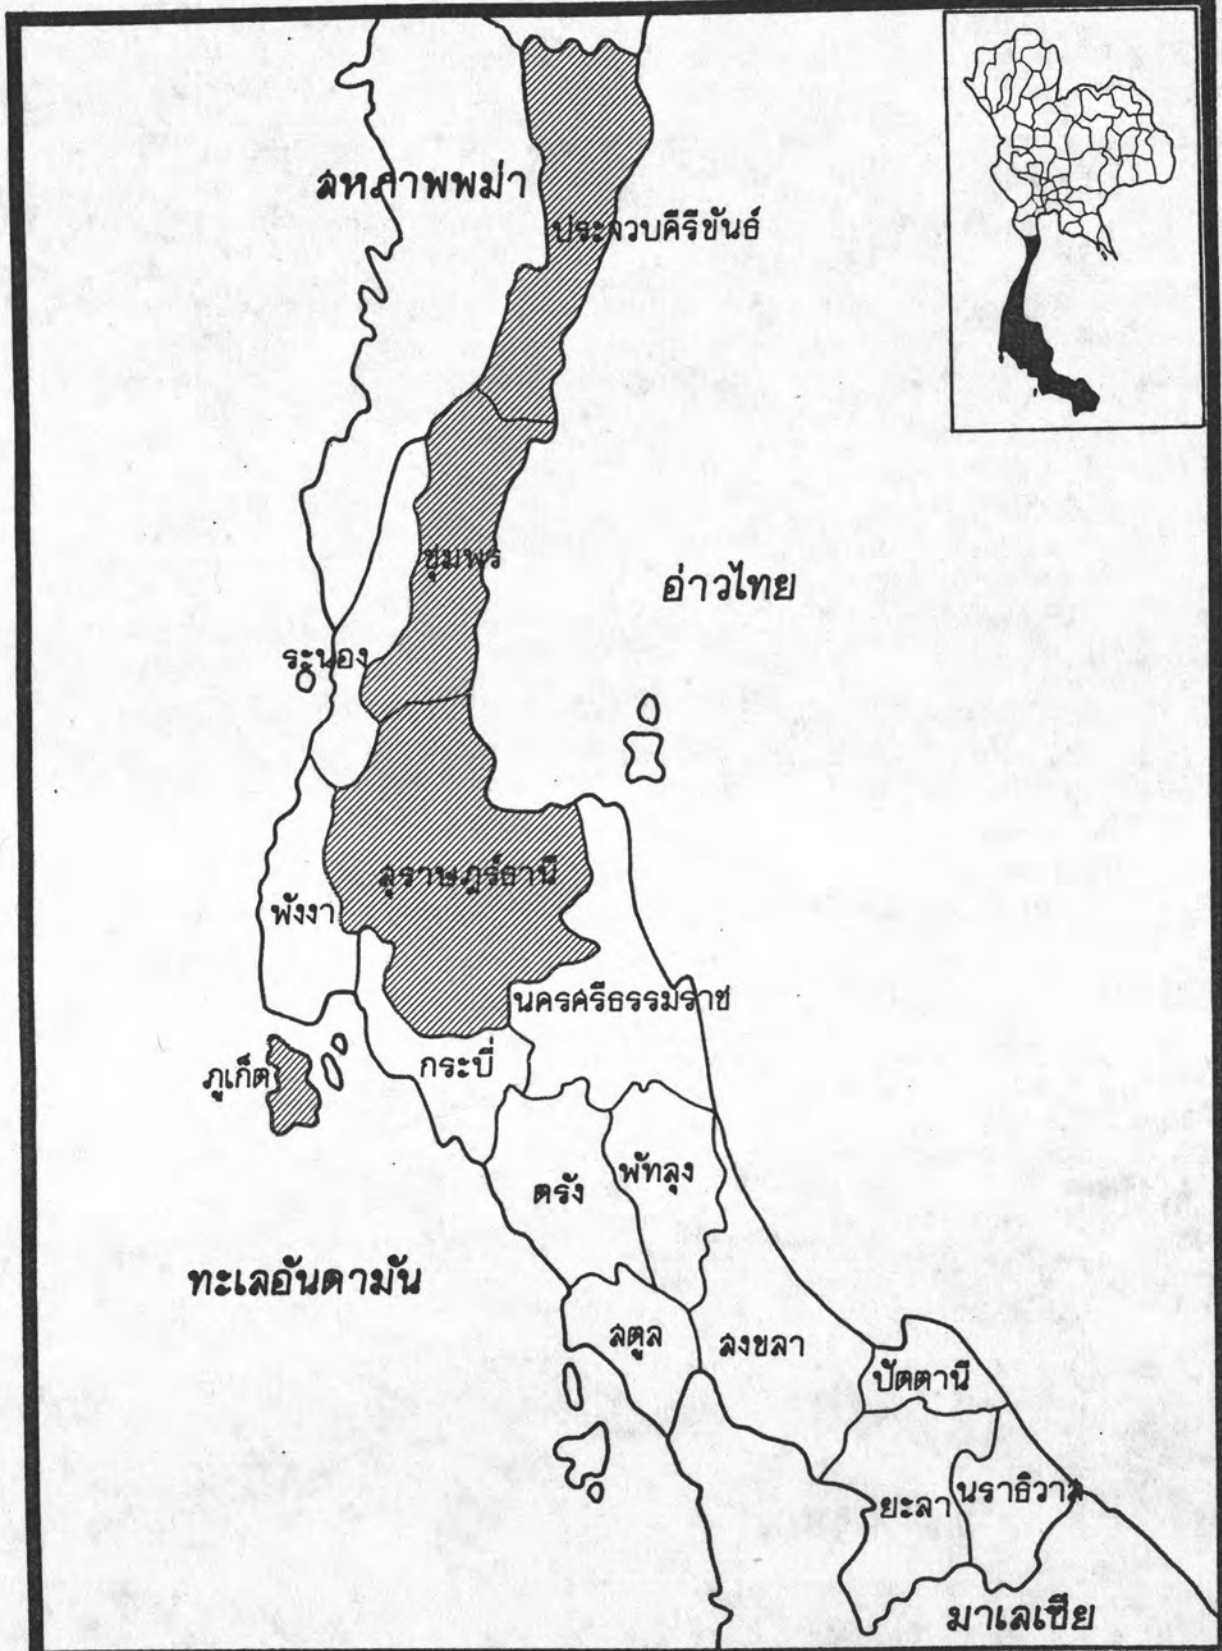 สหภาพพม่า
ประจวบคีรีขันธ์
ชุมพร
อ่าวไทย
ระนอง
สุราษฎร์ธานี
พังงา
นครศรีธรรมราช
กระบี่
ภูเก็ต
พัทลุง
ตรัง
ทะเลอันดามัน
สตูล
สงขลา
ปัตตานี
ยะลา
นราธิวาส
มาเลเซีย